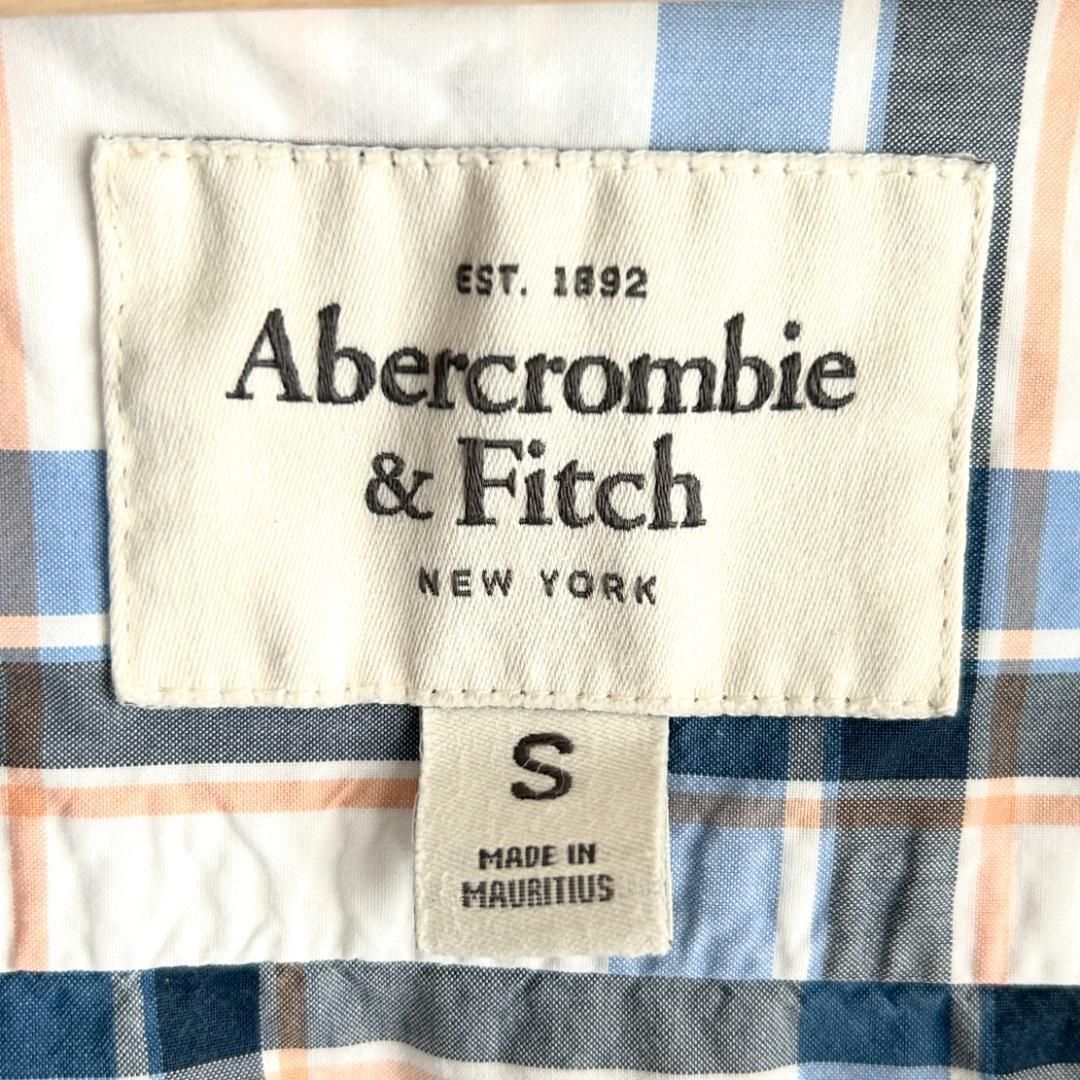 EST. 1892
Abercrombie
& Fitch
NEW YORK
S
MADE IN
MAURITIUS